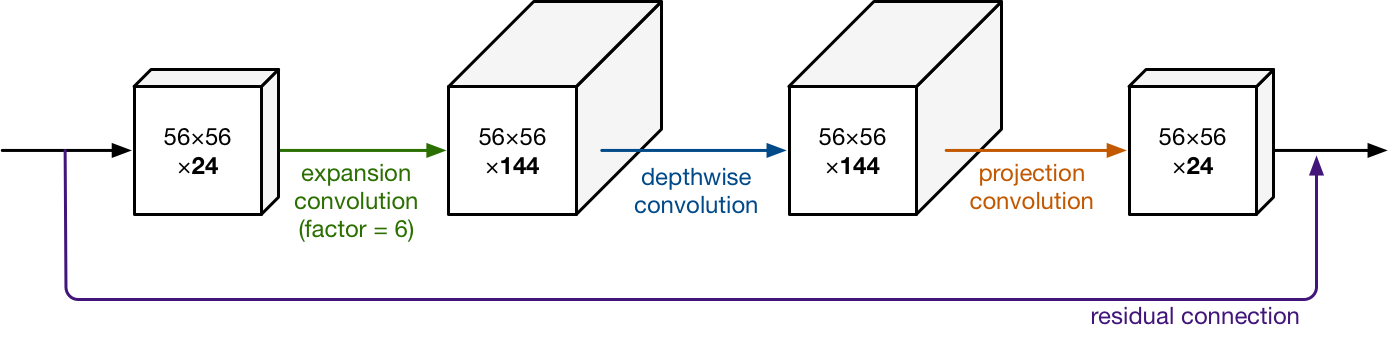 56×56
×24
expansion
convolution
(factor = 6)
56×56
×144
depthwise
convolution
56×56
×144
projection
convolution
56×56
×24
residual connection